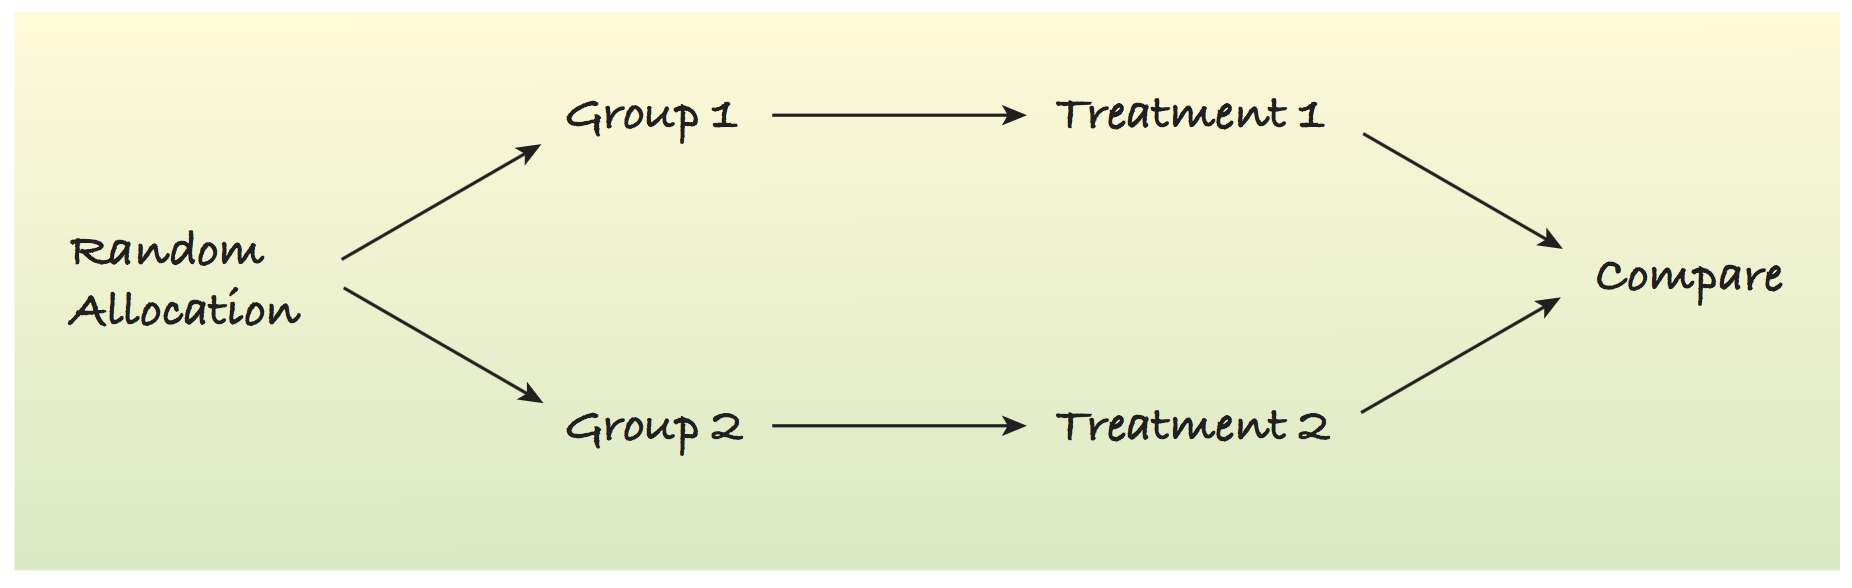 Group 1
Treatment 1
Random
Allocation
Compare
Group 2
Treatment 2